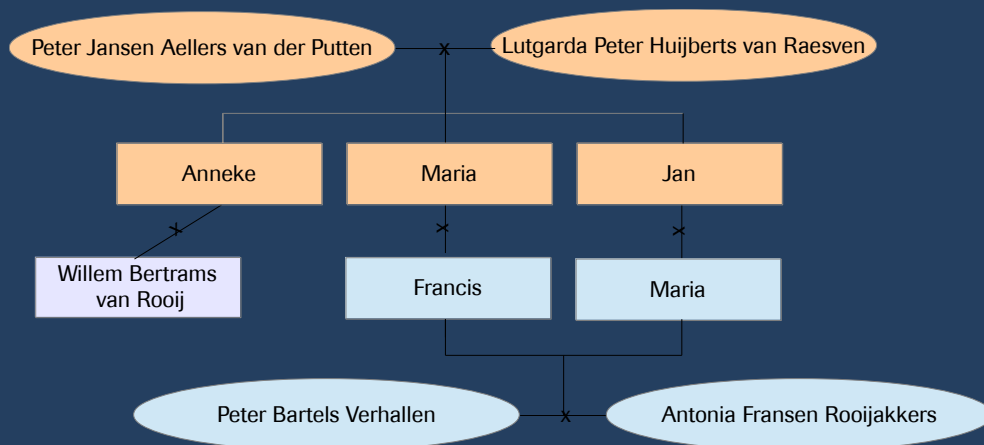 Peter Jansen Aellers van der Putten
x
Lutgarda Peter Huijberts van Raesven
Anneke
Maria
Jan
x
x
x
Willem Bertrams
van Rooij
Francis
Maria
Peter Bartels Verhallen
x
Antonia Fransen Rooijakkers